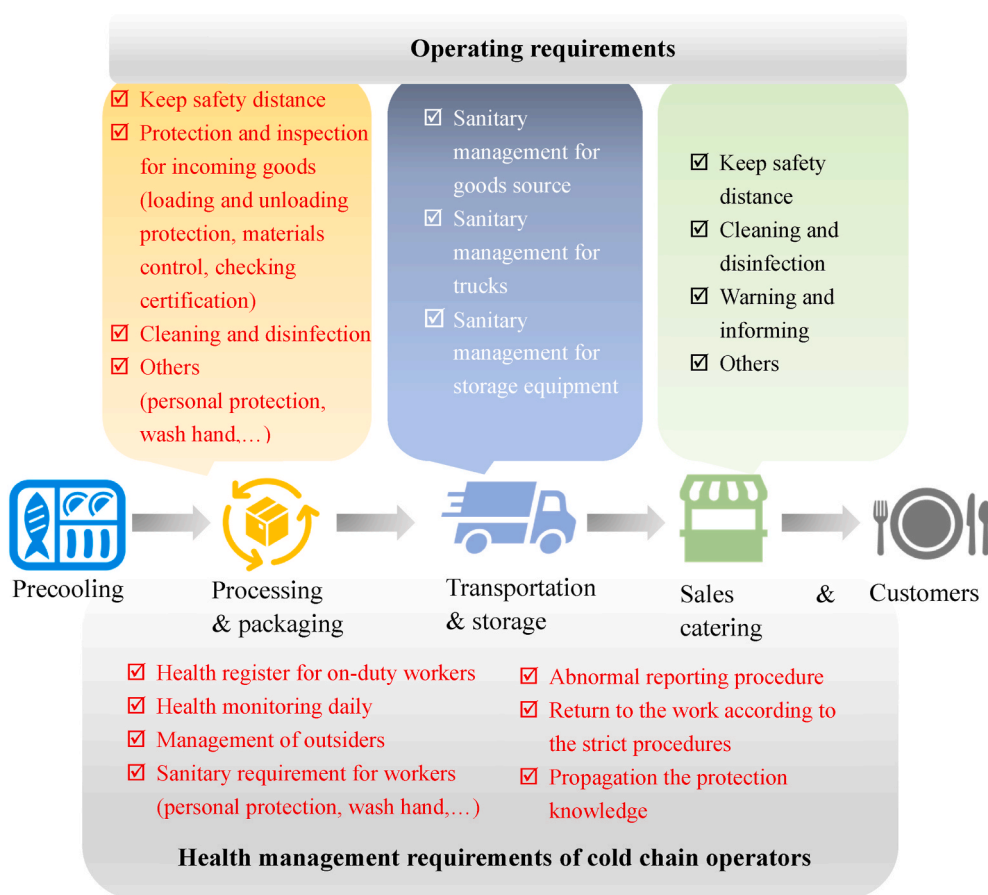 Operating requirements
☑ Keep safety distance
☑ Protection and inspection
for incoming goods
(loading and unloading
protection, materials
control, checking
certification)
☑ Cleaning and disinfection
☑ Others
(personal protection,
wash hand,…)
☑ Sanitary
management for
goods source
☑ Sanitary
management for
trucks
☑ Sanitary
management for
storage equipment
☑ Keep safety
distance
☑ Cleaning and
disinfection
☑ Warning and
informing
☑ Others
Precooling
Processing
& packaging
Transportation
& storage
Sales &
catering
Customers
☑ Health register for on-duty workers
☑ Health monitoring daily
☑ Management of outsiders
☑ Sanitary requirement for workers
(personal protection, wash hand,…)
☑ Abnormal reporting procedure
☑ Return to the work according to
the strict procedures
☑ Propagation the protection
knowledge
Health management requirements of cold chain operators